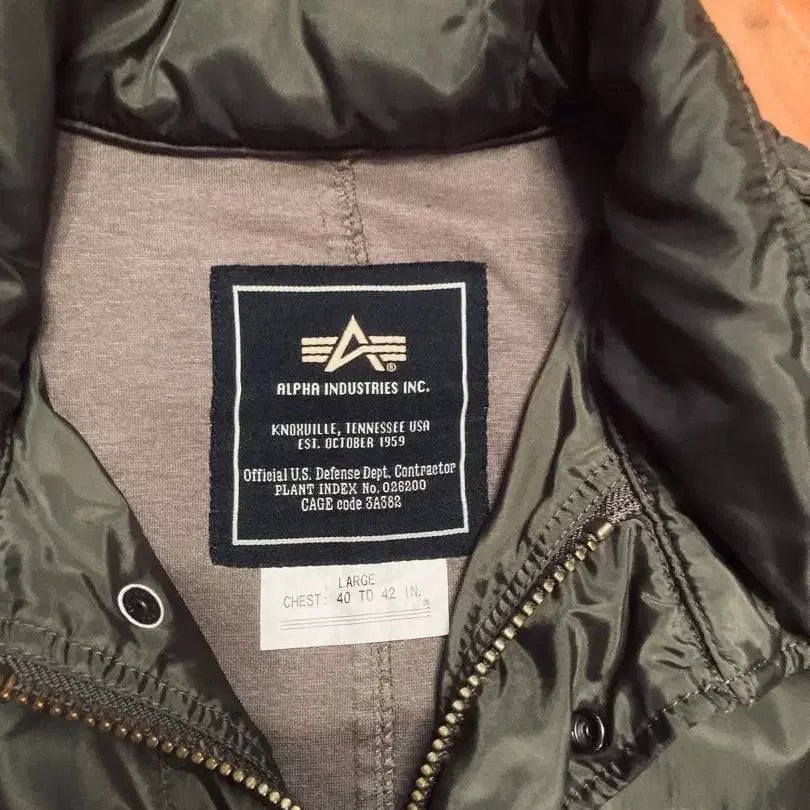 ALPHA INDUSTRIES INC.
KNOXVILLE, TENNESSEE USA
EST. OCTOBER 1959
Official U.S. Defense Dept. Contractor
PLANT INDEX No. 026200
CAGE code 3A362
LARGE
CHEST: 40 TO 42 IN.